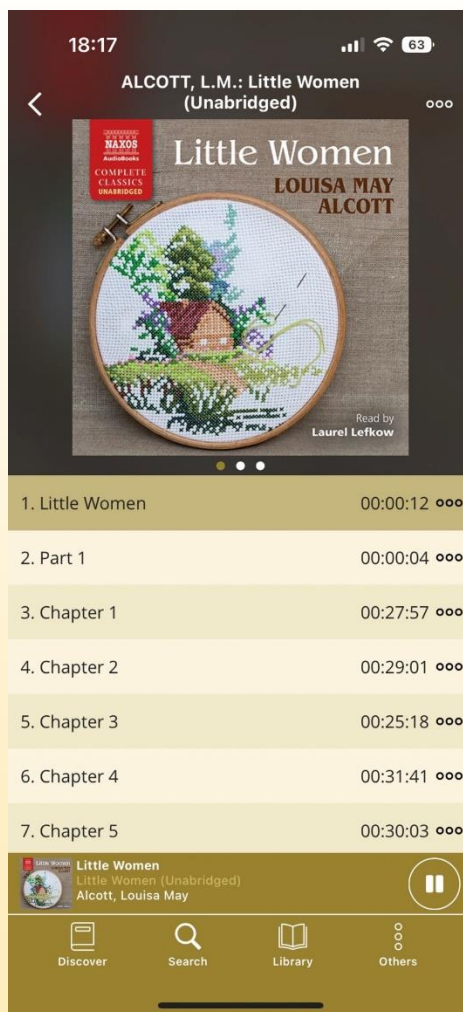 18:17
63
ALCOTT, L.M.: Little Women
(Unabridged)
NAXOS
AudioBooks
COMPLETE
CLASSICS
UNABRIDGED
Little Women
LOUISA MAY
ALCOTT
Read by
Laurel Lefkow
1. Little Women 00:00:12
2. Part 1 00:00:04
3. Chapter 1 00:27:57
4. Chapter 2 00:29:01
5. Chapter 3 00:25:18
6. Chapter 4 00:31:41
7. Chapter 5 00:30:03
Little Women
Little Women (Unabridged)
Alcott, Louisa May
Discover Search Library Others